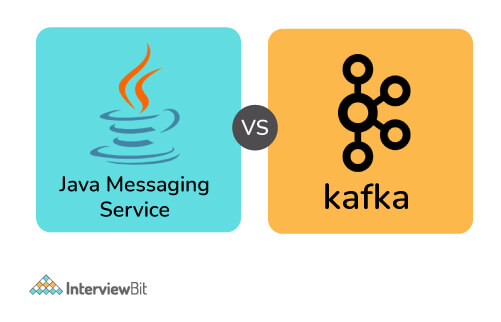 Java Messaging
Service
VS
kafka
InterviewBit